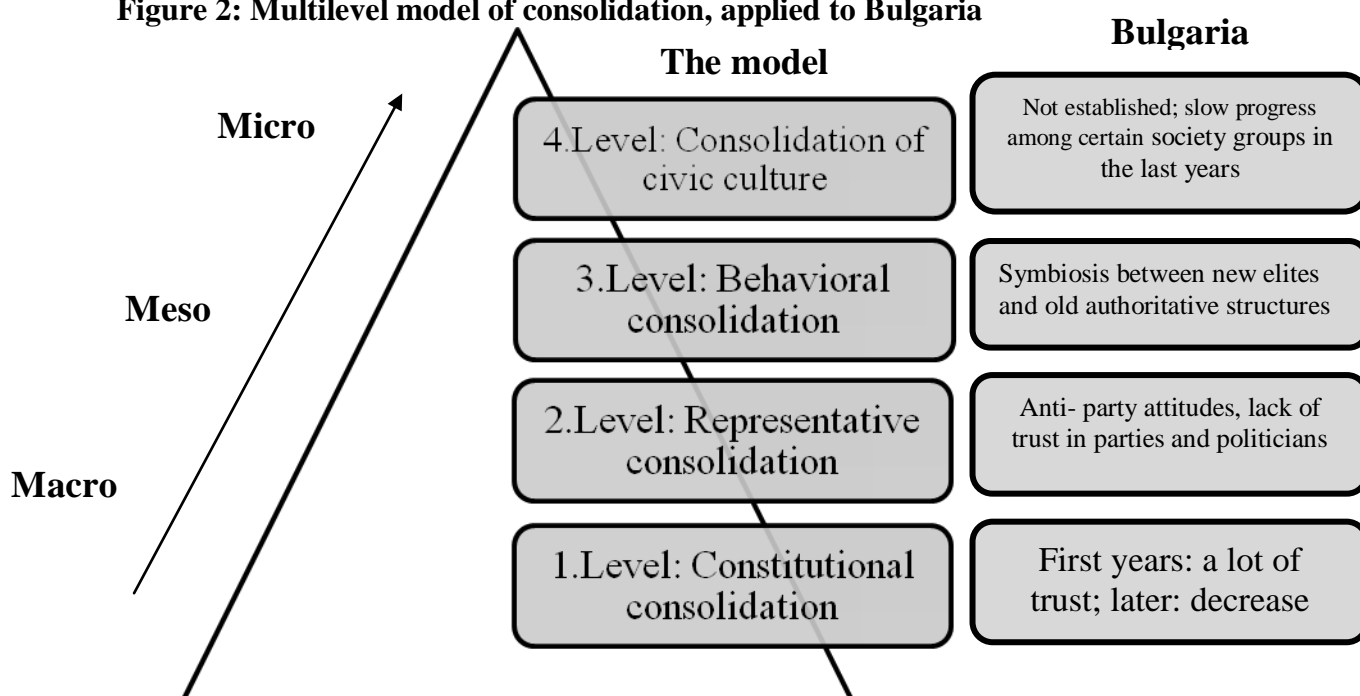 Figure 2: Multilevel model of consolidation, applied to Bulgaria
The model
Bulgaria
Micro
4.Level: Consolidation of
civic culture
Not established; slow progress
among certain society groups in
the last years
Meso
3.Level: Behavioral
consolidation
Symbiosis between new elites
and old authoritative structures
2.Level: Representative
consolidation
Anti- party attitudes, lack of
trust in parties and politicians
Macro
1.Level: Constitutional
consolidation
First years: a lot of
trust; later: decrease